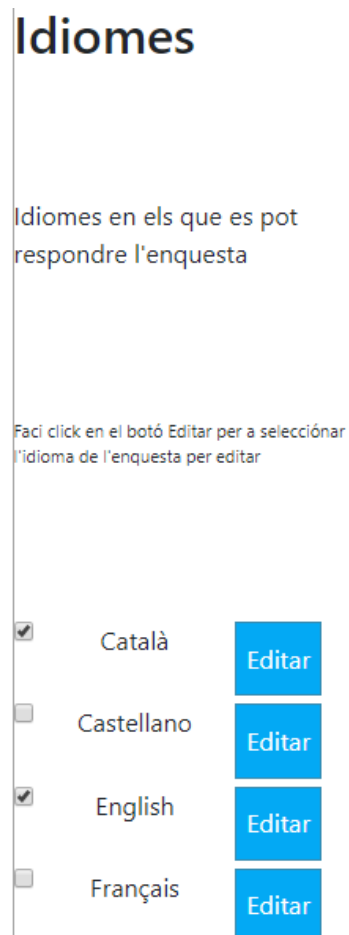 Idiomes
Idiomes en els que es pot
respondre l'enquesta
Faci click en el botó Editar per a selecciónar
l'idioma de l'enquesta per editar
Català Editar
Castellano Editar
English Editar
Français Editar